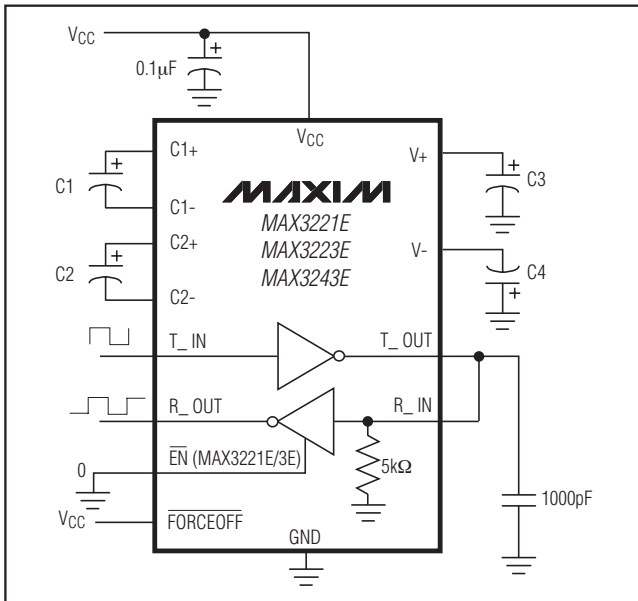 VCC
0.1µF
VCC
C1+
V+
C1
C3
C1-
MAXIM
MAX3221E
MAX3223E
MAX3243E
C2+
V-
C2
C4
C2-
T_ IN
T_ OUT
R_ OUT
R_ IN
0
EN (MAX3221E/3E)
5kΩ
1000pF
VCC
FORCEOFF
GND